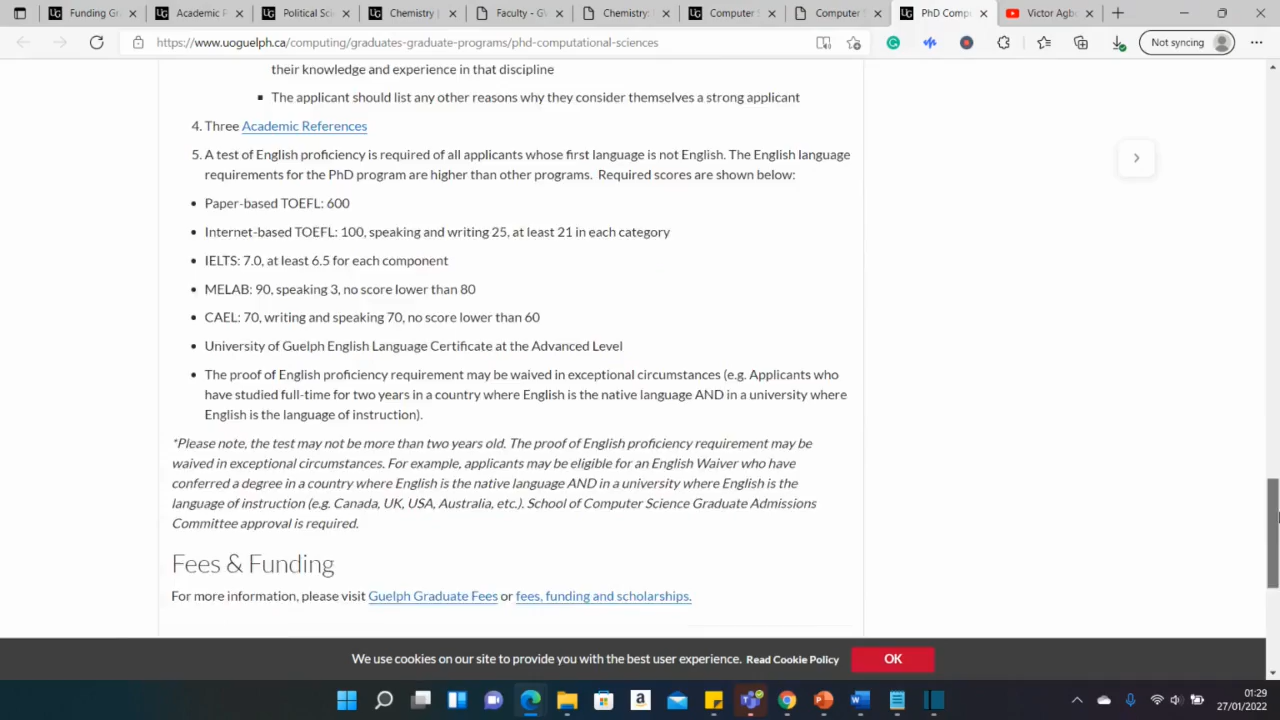 Funding Gr
Academic P
Political Sci
Chemistry |
Faculty - GV
Chemistry:
Computer S
Computer S
PhD Comp
Victor Agb
https://www.uoguelph.ca/computing/graduates-graduate-programs/phd-computational-sciences
Not syncing
their knowledge and experience in that discipline
▪ The applicant should list any other reasons why they consider themselves a strong applicant
4. Three Academic References
5. A test of English proficiency is required of all applicants whose first language is not English. The English language
requirements for the PhD program are higher than other programs. Required scores are shown below:
• Paper-based TOEFL: 600
• Internet-based TOEFL: 100, speaking and writing 25, at least 21 in each category
• IELTS: 7.0, at least 6.5 for each component
• MELAB: 90, speaking 3, no score lower than 80
• CAEL: 70, writing and speaking 70, no score lower than 60
• University of Guelph English Language Certificate at the Advanced Level
• The proof of English proficiency requirement may be waived in exceptional circumstances (e.g. Applicants who
have studied full-time for two years in a country where English is the native language AND in a university where
English is the language of instruction).
*Please note, the test may not be more than two years old. The proof of English proficiency requirement may be
waived in exceptional circumstances. For example, applicants may be eligible for an English Waiver who have
conferred a degree in a country where English is the native language AND in a university where English is the
language of instruction (e.g. Canada, UK, USA, Australia, etc.). School of Computer Science Graduate Admissions
Committee approval is required.
Fees & Funding
For more information, please visit Guelph Graduate Fees or fees, funding and scholarships.
We use cookies on our site to provide you with the best user experience. Read Cookie Policy
OK
01:29
27/01/2022